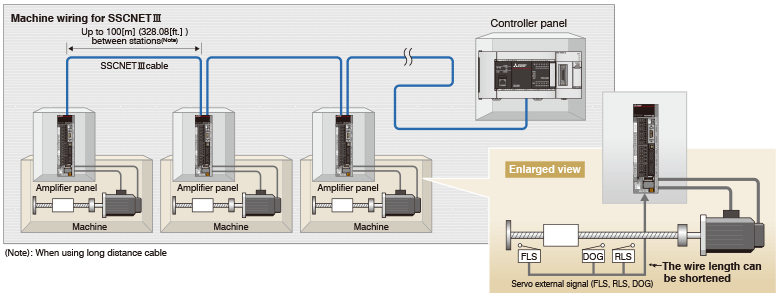 Machine wiring for SSCNETⅢ
Up to 100[m] (328.08[ft.] )
between stations(Note)
SSCNETⅢcable
Controller panel
Amplifier panel
Amplifier panel
Amplifier panel
Machine
Machine
Machine
(Note): When using long distance cable
Enlarged view
FLS
DOG
RLS
The wire length can
be shortened
Servo external signal (FLS, RLS, DOG)